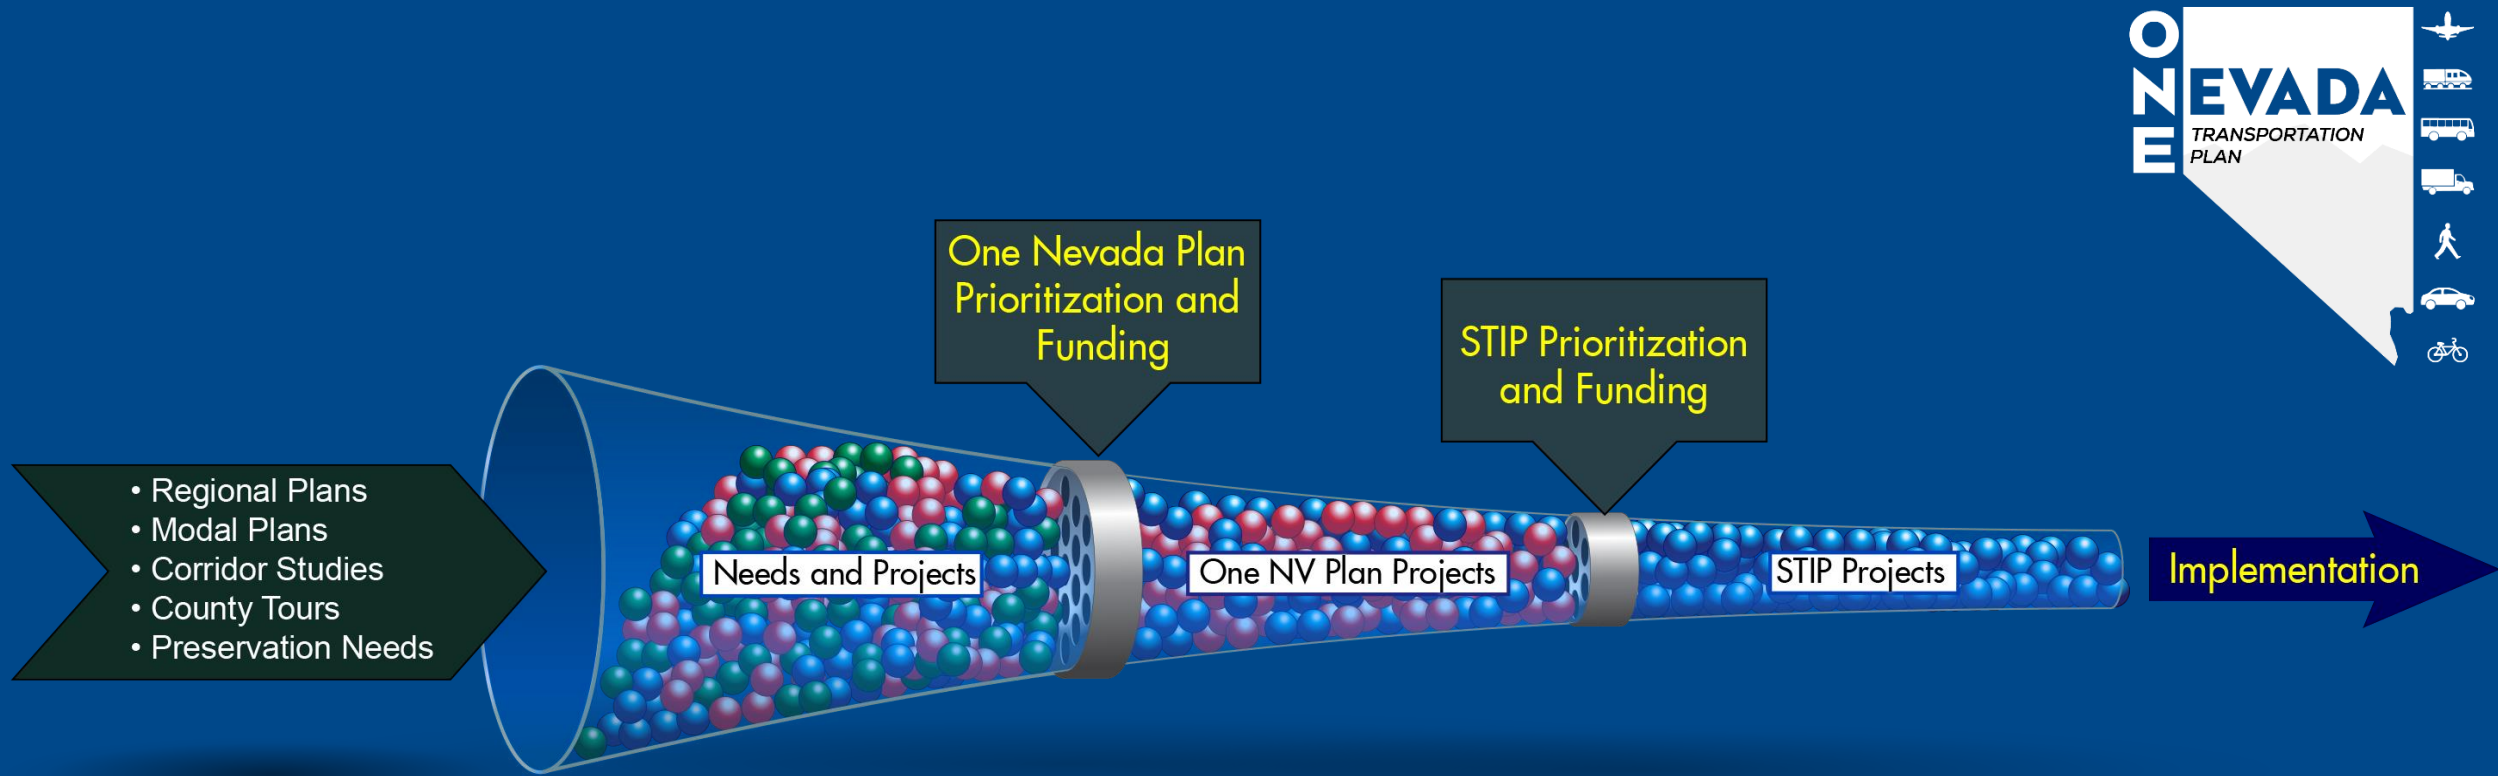 ONE
NEVADA
TRANSPORTATION
PLAN
One Nevada Plan
Prioritization and
Funding
STIP Prioritization
and Funding
• Regional Plans
• Modal Plans
• Corridor Studies
• County Tours
• Preservation Needs
Needs and Projects
One NV Plan Projects
STIP Projects
Implementation